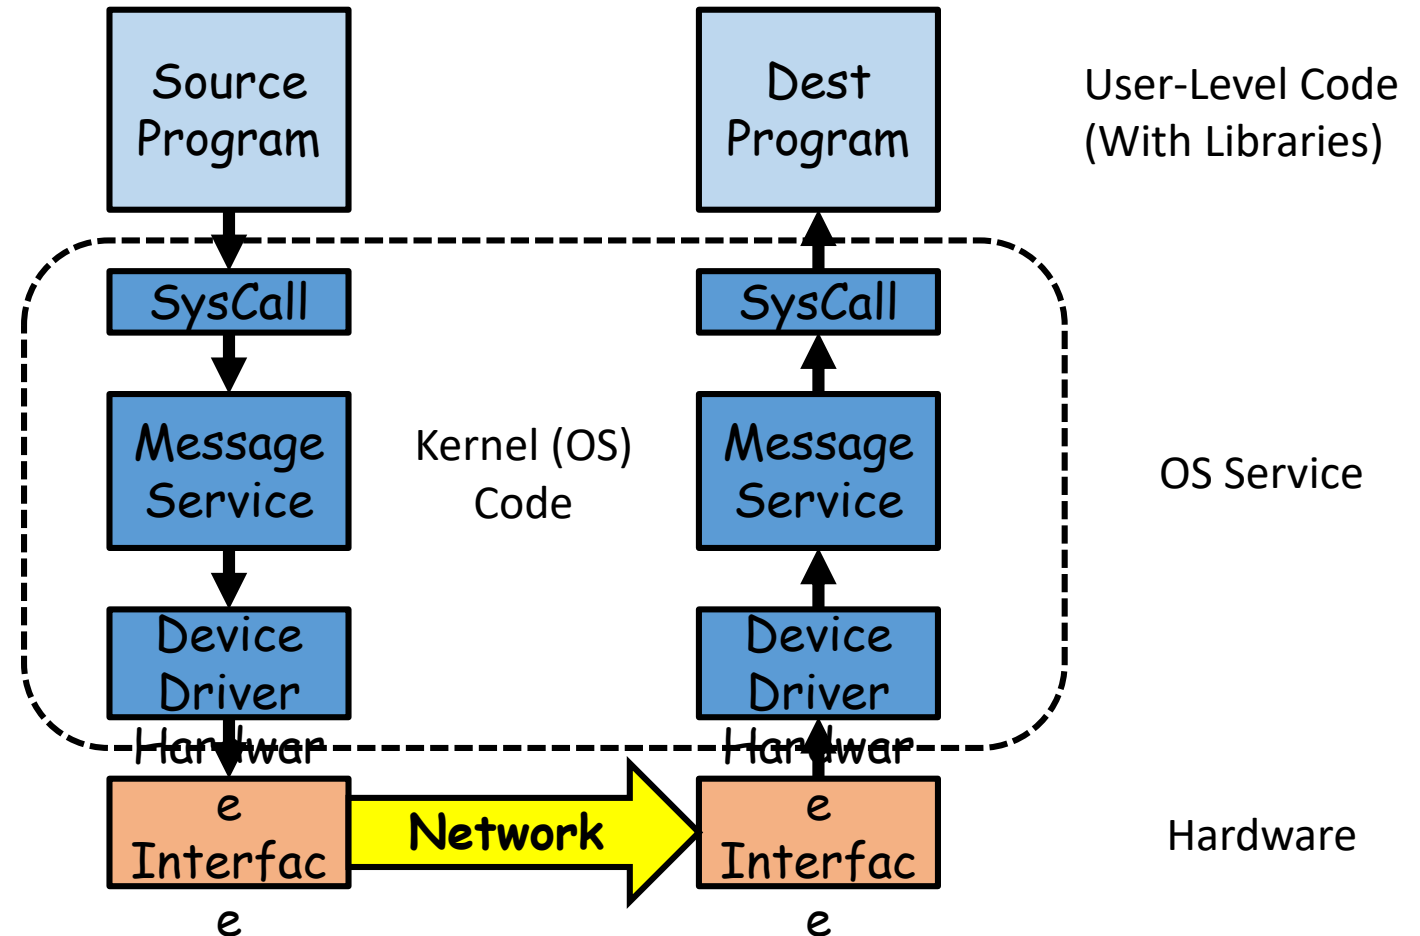 Source
Program
Dest
Program
User-Level Code
(With Libraries)
SysCall
SysCall
Message
Service
Kernel (OS)
Code
Message
Service
OS Service
Device
Driver
Device
Driver
Hardwar
e
Interfac
e
Network
Hardwar
e
Interfac
e
Hardware